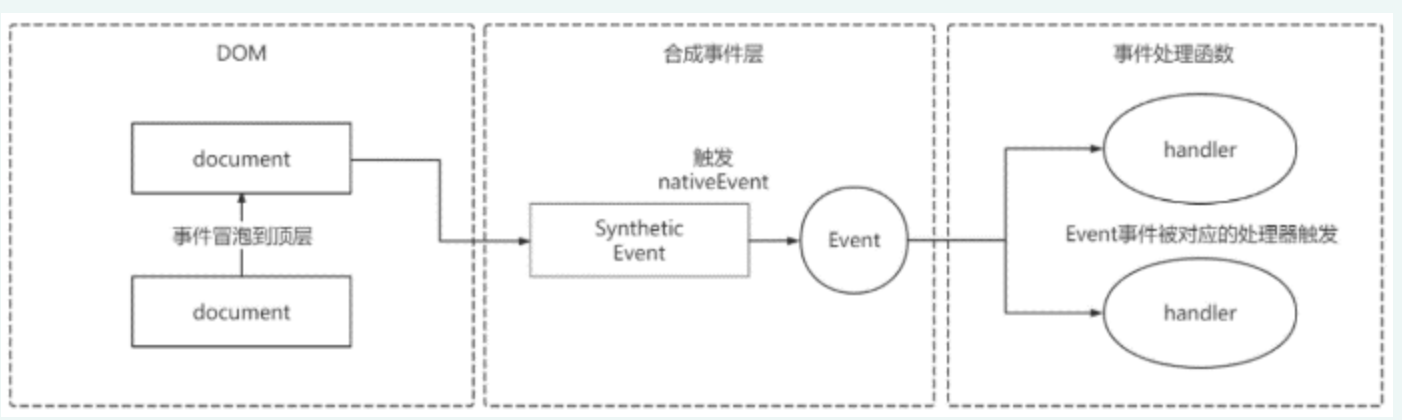 DOM
document
事件冒泡到顶层
document
合成事件层
触发
nativeEvent
Synthetic
Event
Event
事件处理函数
handler
Event事件被对应的处理器触发
handler